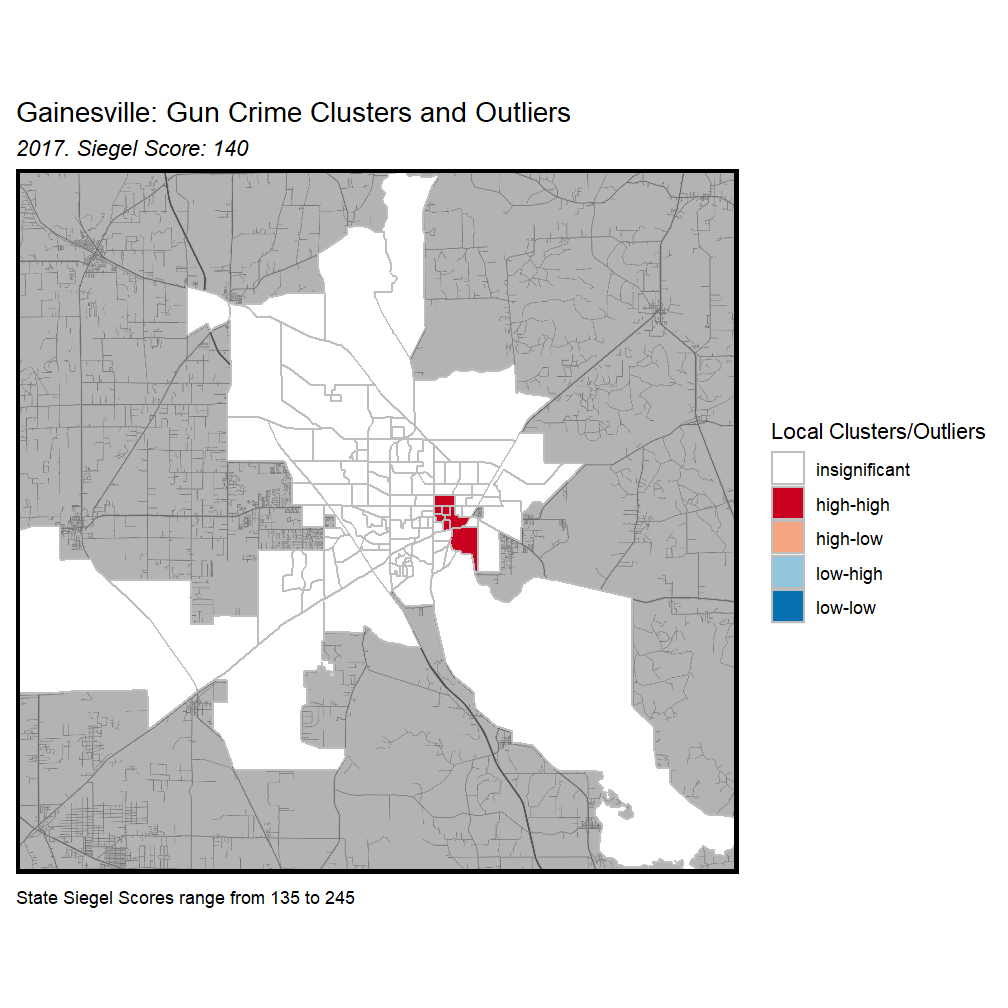 Gainesville: Gun Crime Clusters and Outliers
2017. Siegel Score: 140
Local Clusters/Outliers
insignificant
high-high
high-low
low-high
low-low
State Siegel Scores range from 135 to 245